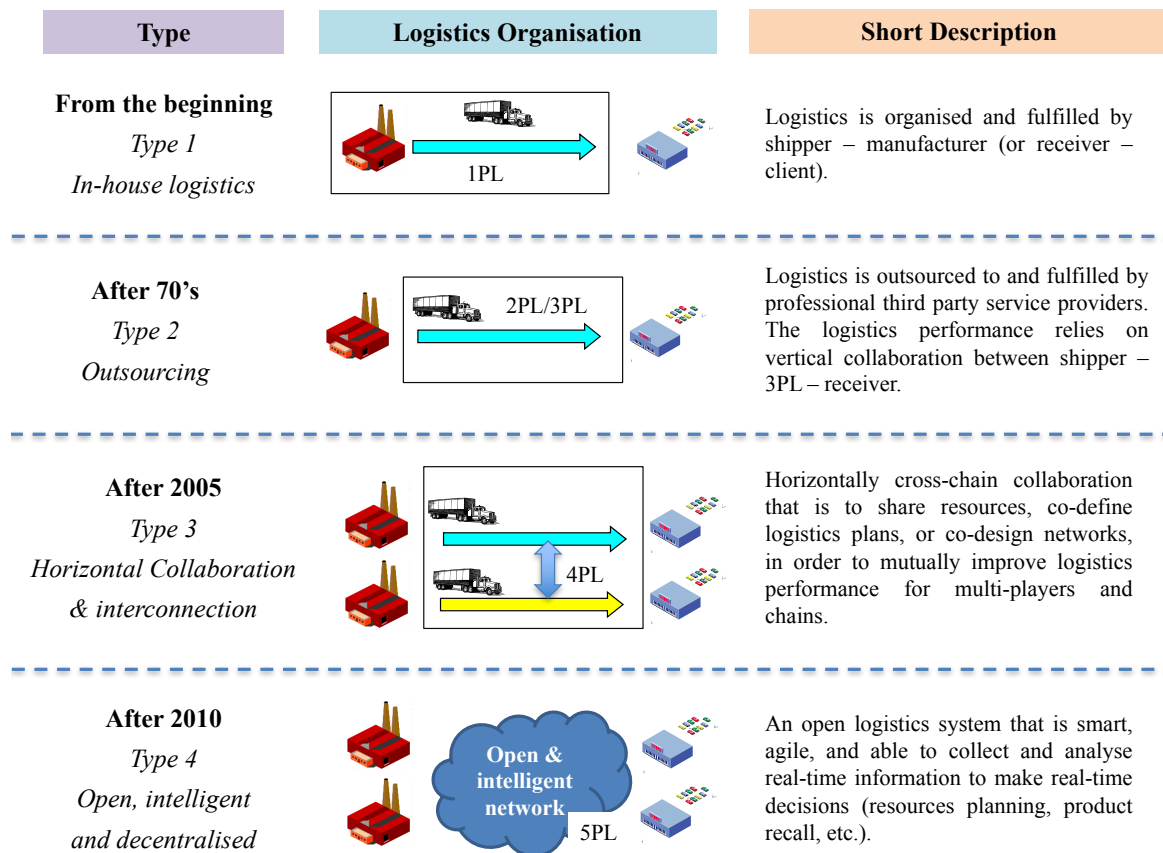 Type
Logistics Organisation
Short Description
From the beginning
Type 1
In-house logistics
1PL
Logistics is organised and fulfilled by
shipper – manufacturer (or receiver –
client).
After 70's
Type 2
Outsourcing
2PL/3PL
Logistics is outsourced to and fulfilled by
professional third party service providers.
The logistics performance relies on
vertical collaboration between shipper –
3PL – receiver.
After 2005
Type 3
Horizontal Collaboration
& interconnection
4PL
Horizontally cross-chain collaboration
that is to share resources, co-define
logistics plans, or co-design networks,
in order to mutually improve logistics
performance for multi-players and
chains.
After 2010
Type 4
Open, intelligent
and decentralised
Open &
intelligent
network
5PL
An open logistics system that is smart,
agile, and able to collect and analyse
real-time information to make real-time
decisions (resources planning, product
recall, etc.).